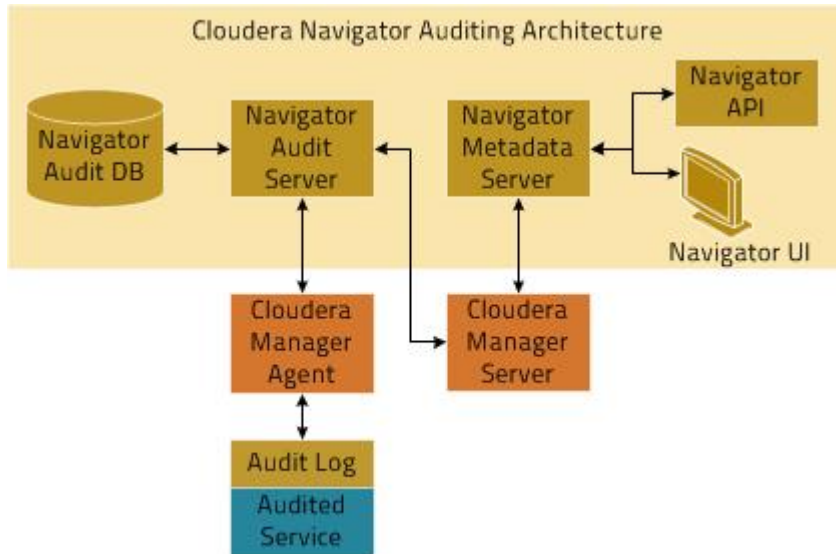 Cloudera Navigator Auditing Architecture
Navigator
Audit DB
Navigator
Audit
Server
Navigator
Metadata
Server
Navigator
API
Navigator UI
Cloudera
Manager
Agent
Cloudera
Manager
Server
Audit Log
Audited
Service